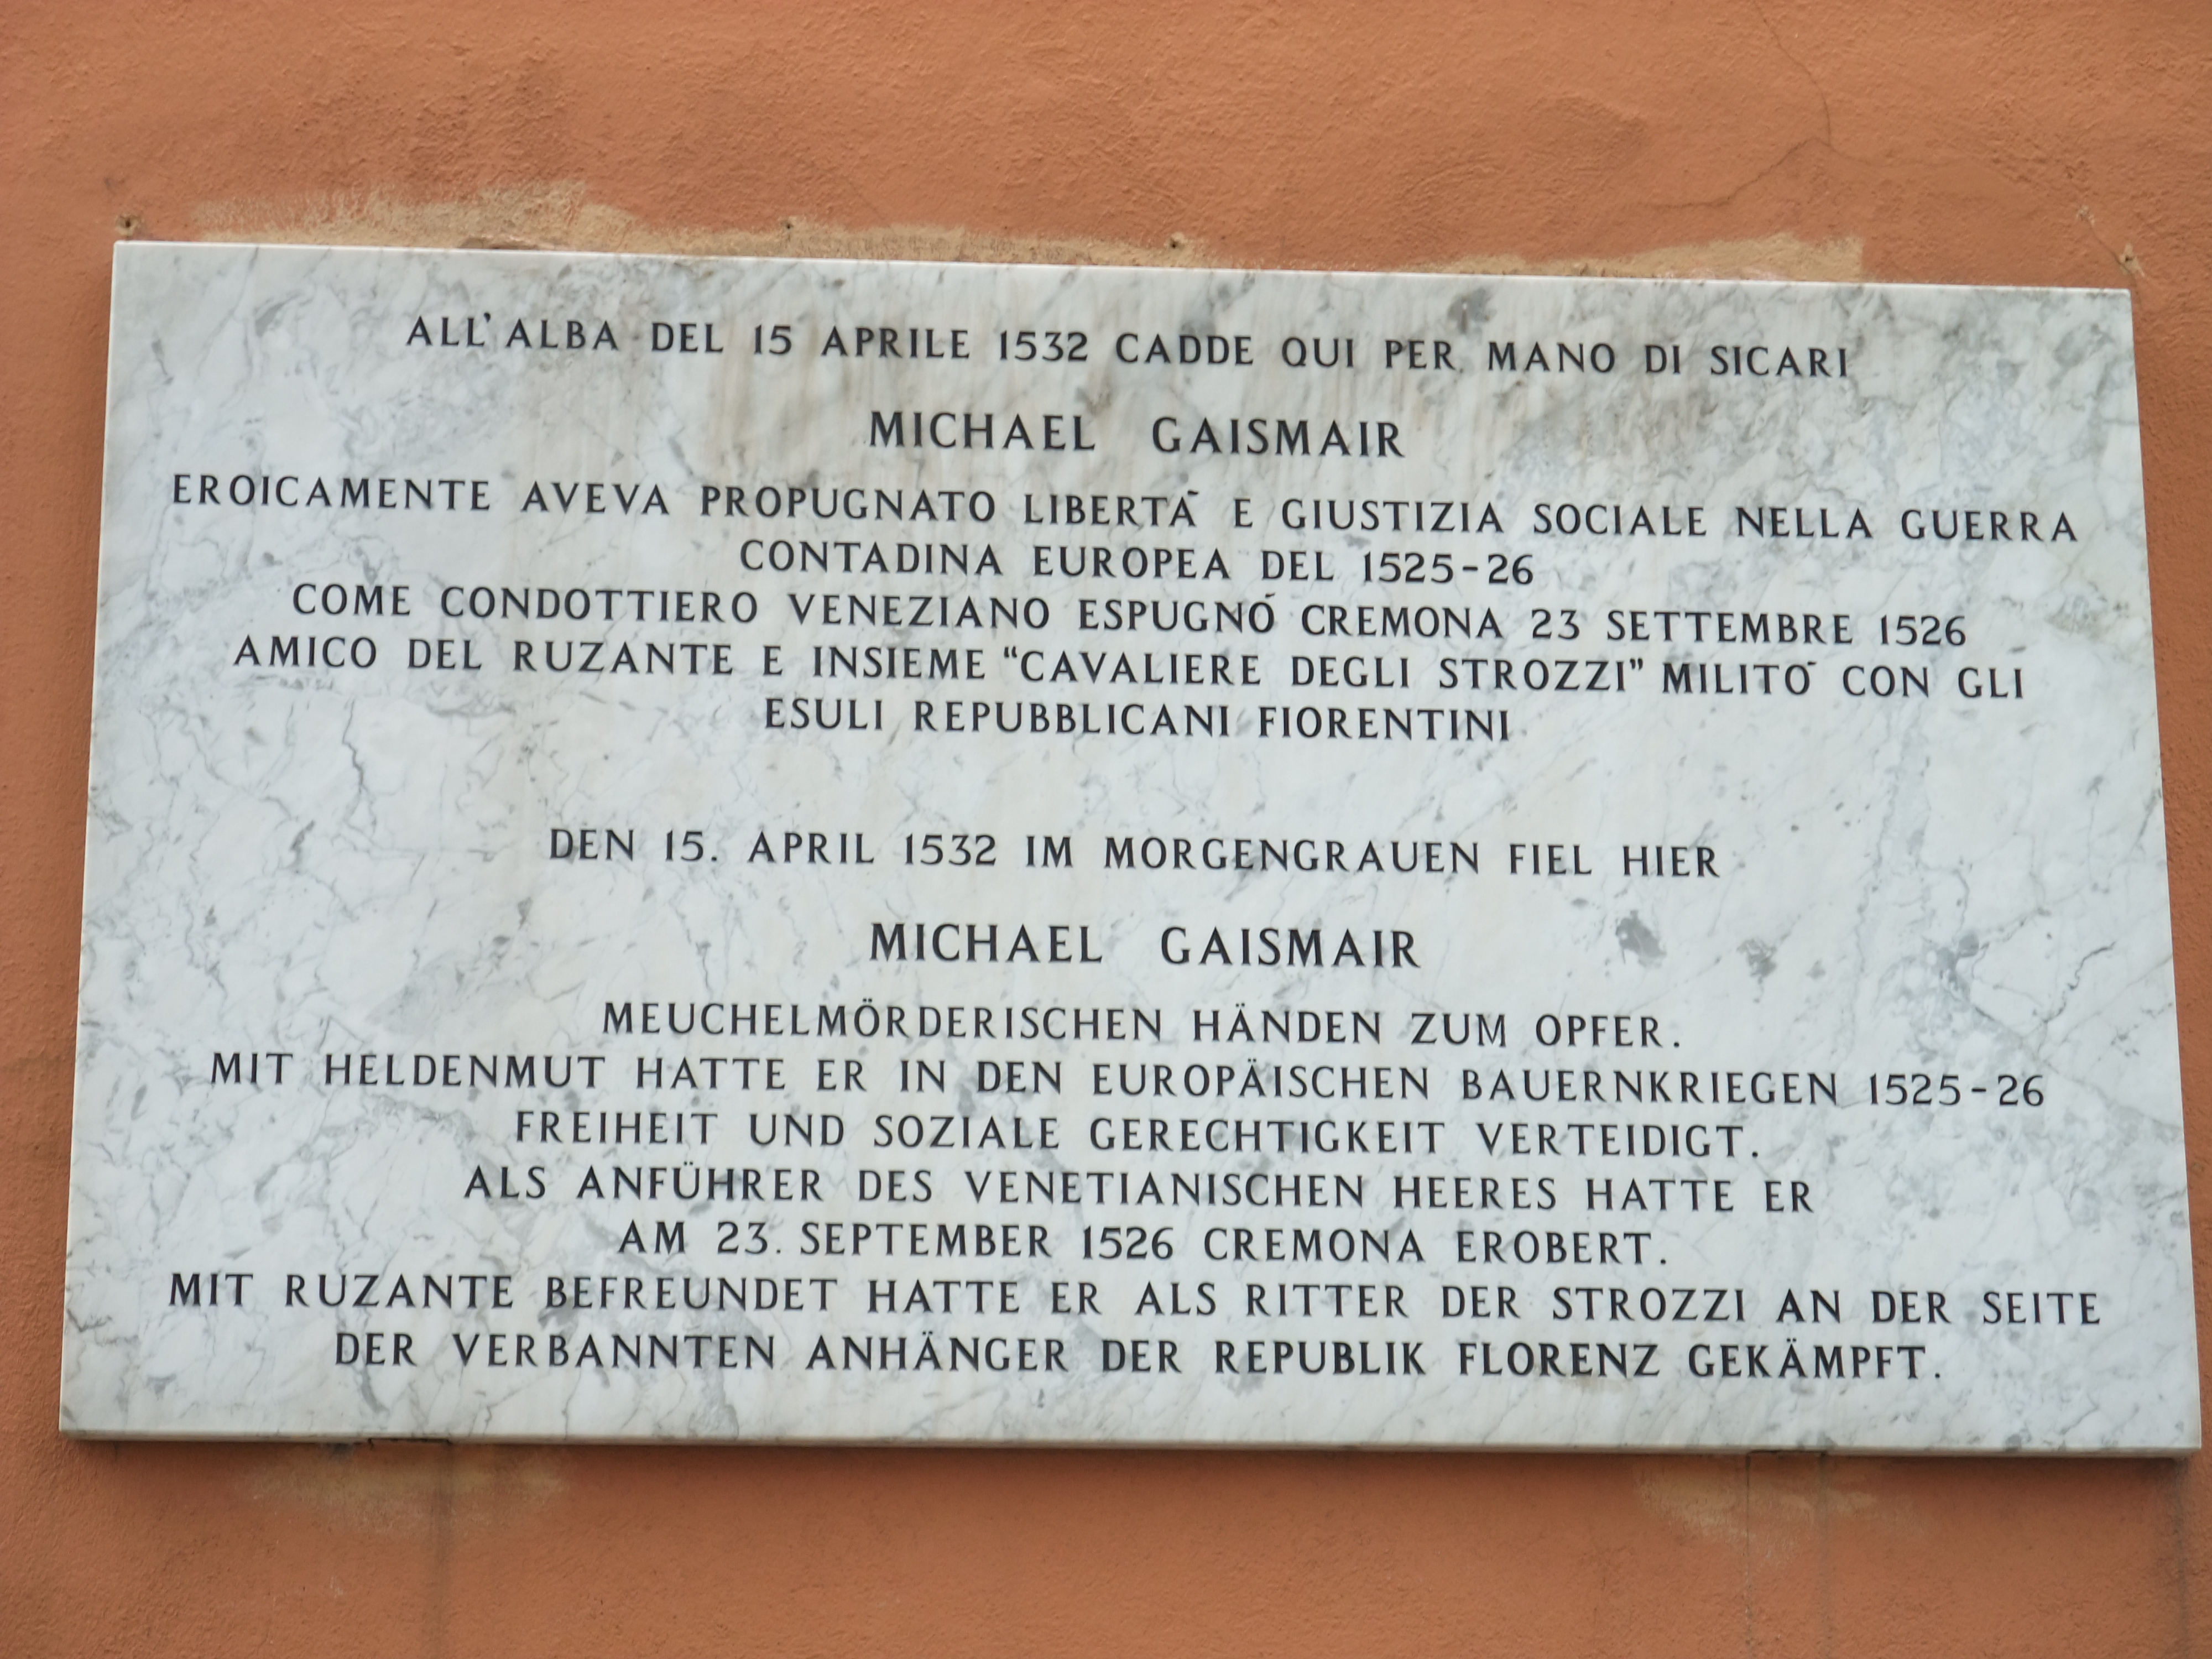 ALL'ALBA DEL 15 APRILE 1532 CADDE QUI PER MANO DI SICARI
MICHAEL GAISMAIR
EROICAMENTE AVEVA PROPUGNATO LIBERTÀ E GIUSTIZIA SOCIALE NELLA GUERRA
CONTADINA EUROPEA DEL 1525-26
COME CONDOTTIERO VENEZIANO ESPUGNÒ CREMONA 23 SETTEMBRE 1526
AMICO DEL RUZANTE E INSIEME "CAVALIERE DEGLI STROZZI" MILITÒ CON GLI
ESULI REPUBBLICANI FIORENTINI
DEN 15. APRIL 1532 IM MORGENGRAUEN FIEL HIER
MICHAEL GAISMAIR
MEUCHELMÖRDERISCHEN HÄNDEN ZUM OPFER.
MIT HELDENMUT HATTE ER IN DEN EUROPÄISCHEN BAUERNKRIEGEN 1525-26
FREIHEIT UND SOZIALE GERECHTIGKEIT VERTEIDIGT.
ALS ANFÜHRER DES VENETIANISCHEN HEERES HATTE ER
AM 23. SEPTEMBER 1526 CREMONA EROBERT.
MIT RUZANTE BEFREUNDET HATTE ER ALS RITTER DER STROZZI AN DER SEITE
DER VERBANNTEN ANHÄNGER DER REPUBLIK FLORENZ GEKÄMPFT.